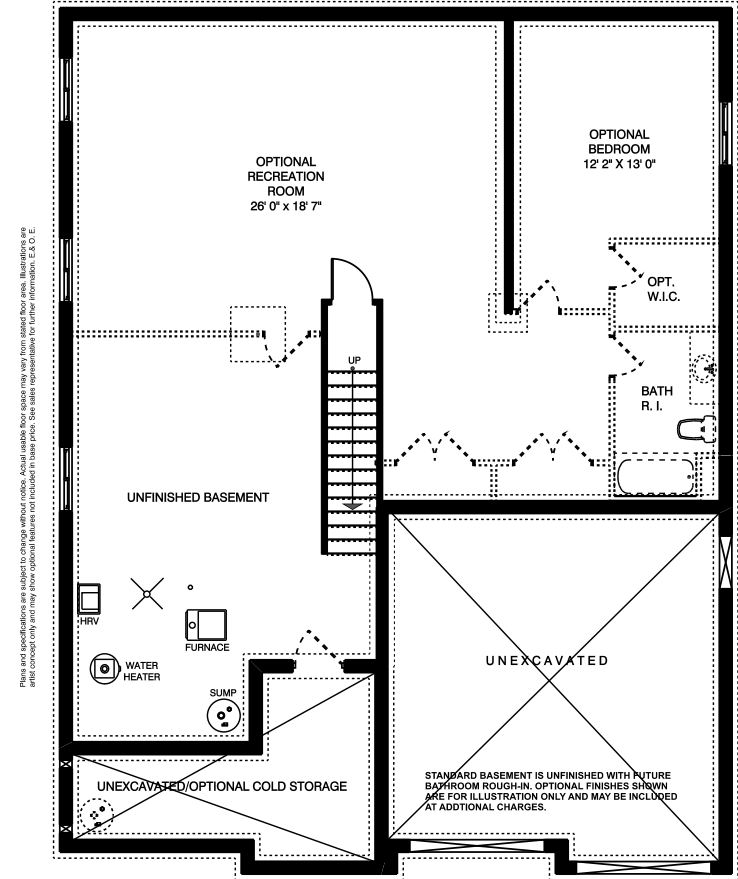 OPTIONAL
RECREATION
ROOM
26' 0" x 18' 7"
OPTIONAL
BEDROOM
12' 2" X 13' 0"
OPT.
W.I.C.
UP
BATH
R. I.
UNFINISHED BASEMENT
HRV
FURNACE
WATER
HEATER
SUMP
UNEXCAVATED
UNEXCAVATED/OPTIONAL COLD STORAGE
STANDARD BASEMENT IS UNFINISHED WITH FUTURE
BATHROOM ROUGH-IN. OPTIONAL FINISHES SHOWN
ARE FOR ILLUSTRATION ONLY AND MAY BE INCLUDED
AT ADDTIONAL CHARGES.
Plans and specifications are subject to change without notice. Actual usable floor space may vary from stated floor area. Illustrations are
artist concept only and may show optional features not included in base price. See sales representative for further information. E.& O. E.